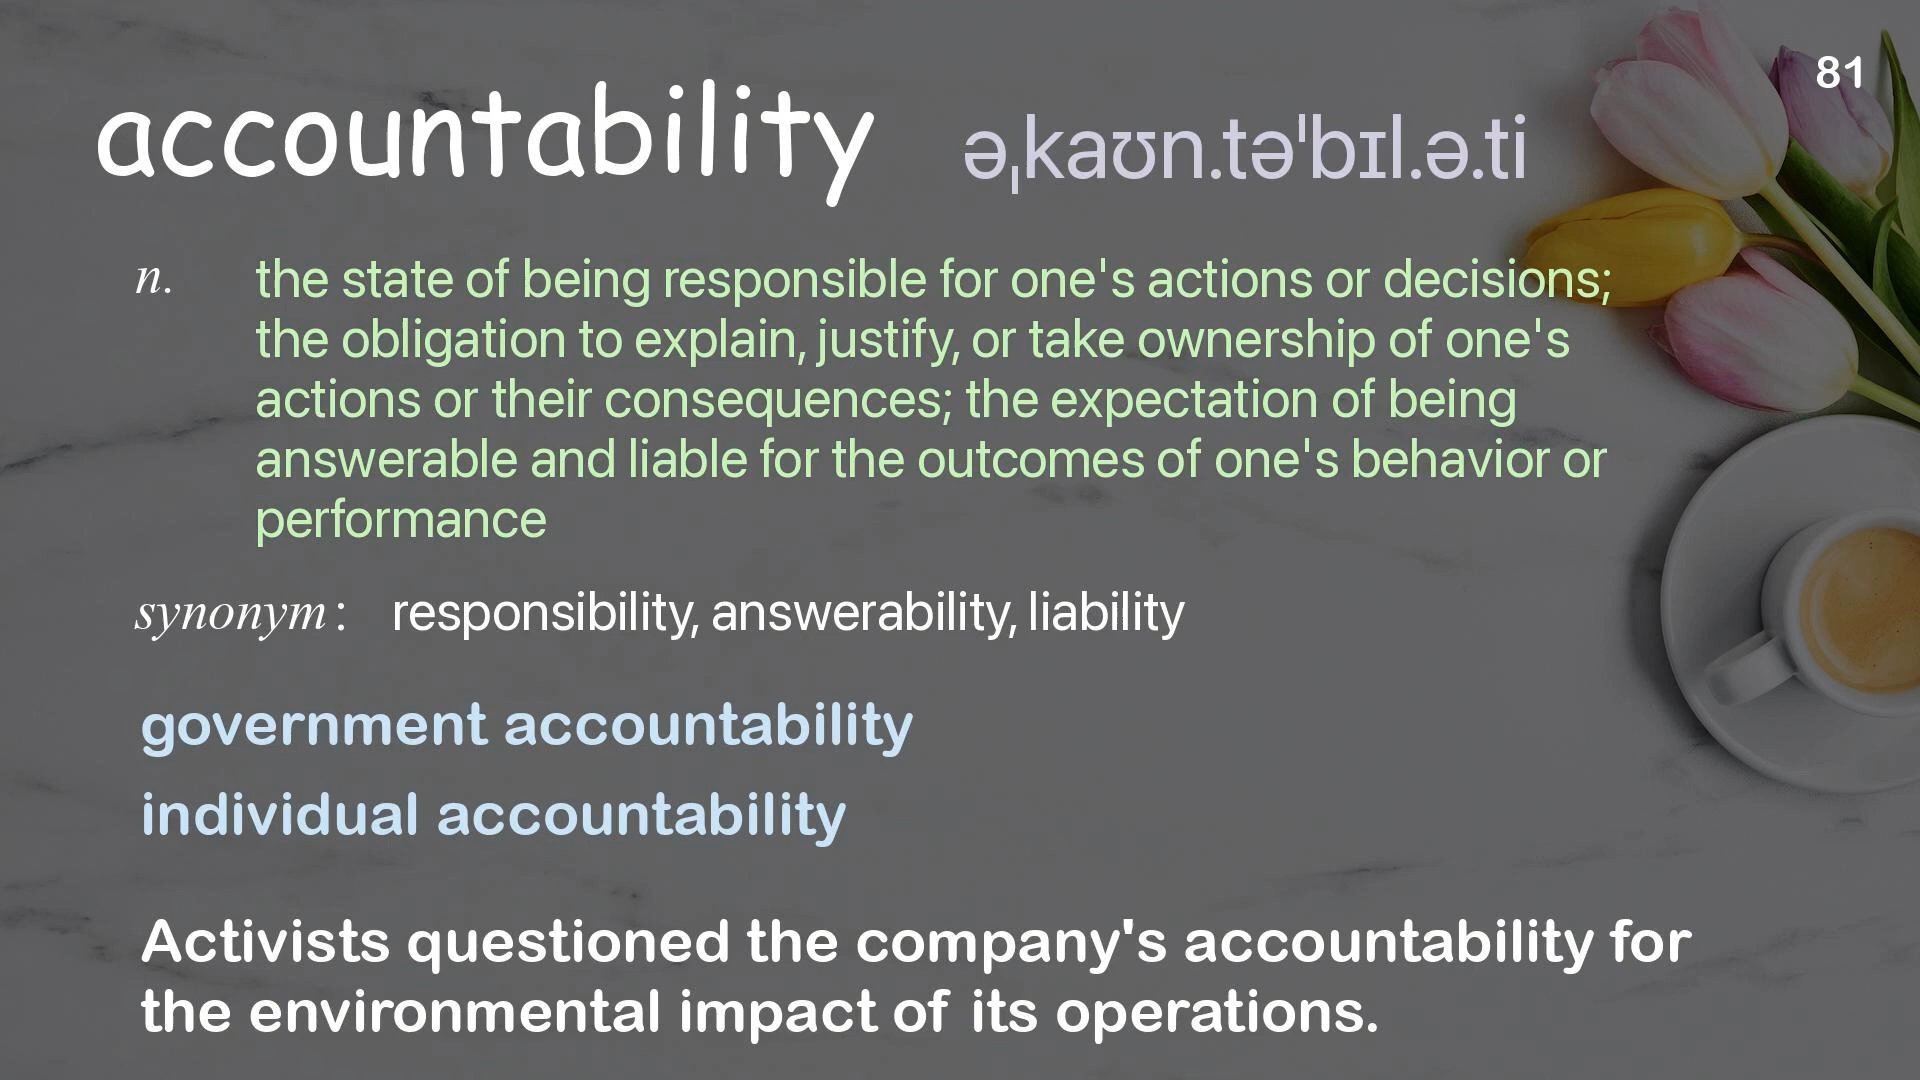 81
accountability əˌkaʊn.təˈbɪl.ə.ti
n. the state of being responsible for one's actions or decisions;
the obligation to explain, justify, or take ownership of one's
actions or their consequences; the expectation of being
answerable and liable for the outcomes of one's behavior or
performance
synonym: responsibility, answerability, liability
government accountability
individual accountability
Activists questioned the company's accountability for
the environmental impact of its operations.